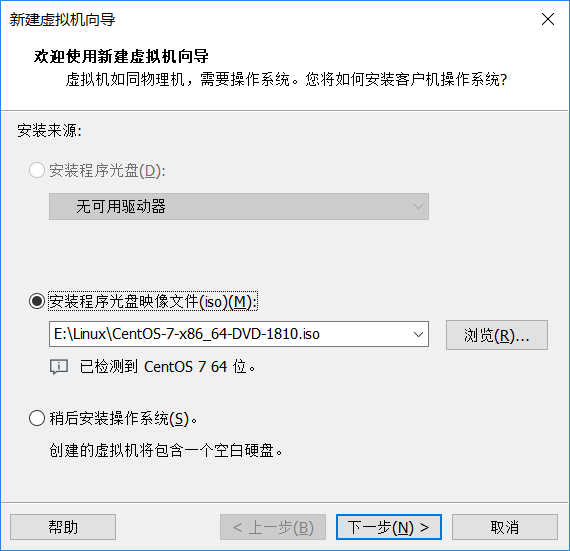 新建虚拟机向导
欢迎使用新建虚拟机向导
虚拟机如同物理机，需要操作系统。您将如何安装客户机操作系统?
安装来源:
安装程序光盘(D):
无可用驱动器
安装程序光盘映像文件(iso)(M):
E:\Linux\CentOS-7-x86_64-DVD-1810.iso
浏览(R)...
已检测到 CentOS 7 64 位。
稍后安装操作系统(S)。
创建的虚拟机将包含一个空白硬盘。
帮助
< 上一步(B)
下一步(N) >
取消